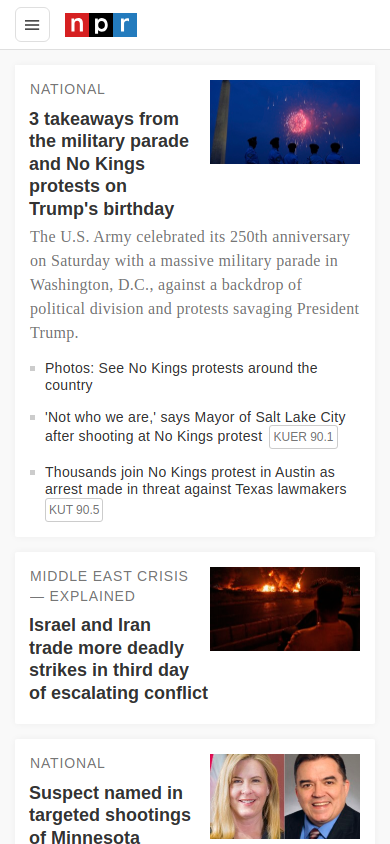 npr
NATIONAL
3 takeaways from
the military parade
and No Kings
protests on
Trump's birthday
The U.S. Army celebrated its 250th anniversary
on Saturday with a massive military parade in
Washington, D.C., against a backdrop of
political division and protests savaging President
Trump.
Photos: See No Kings protests around the
country
'Not who we are,' says Mayor of Salt Lake City
after shooting at No Kings protest KUER 90.1
Thousands join No Kings protest in Austin as
arrest made in threat against Texas lawmakers
KUT 90.5
MIDDLE EAST CRISIS
— EXPLAINED
Israel and Iran
trade more deadly
strikes in third day
of escalating conflict
NATIONAL
Suspect named in
targeted shootings
of Minnesota